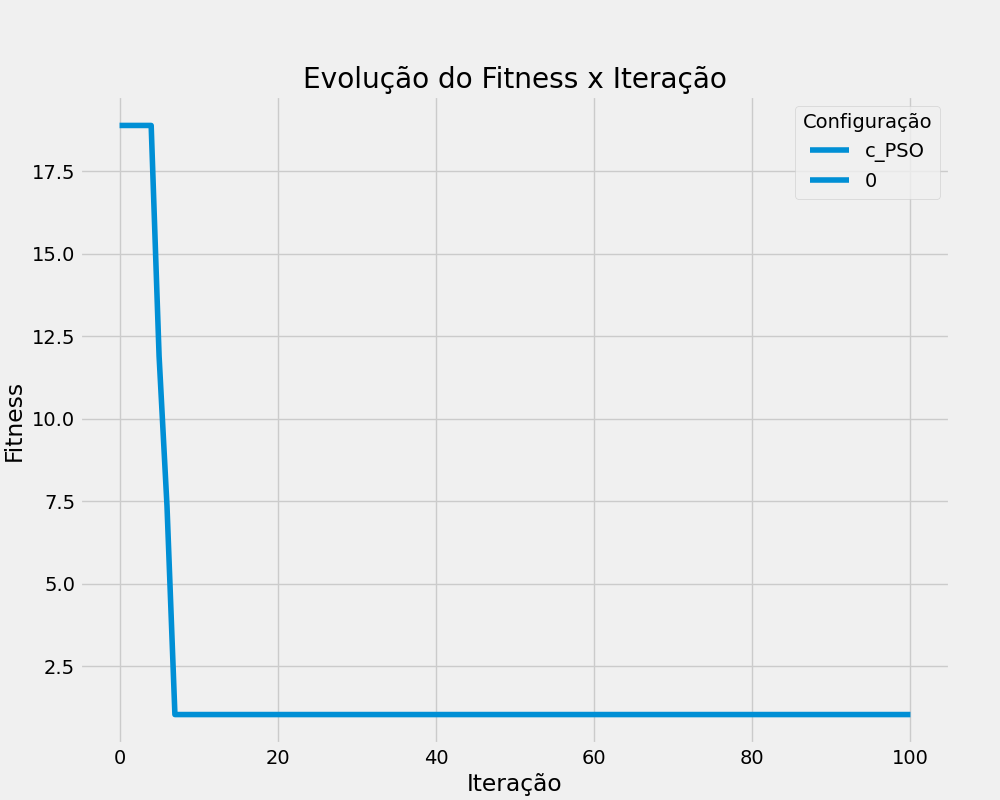 Evolução do Fitness x Iteração
Configuração
c_PSO
0
17.5
15.0
12.5
10.0
7.5
5.0
2.5
Fitness
0 20 40 60 80 100
Iteração